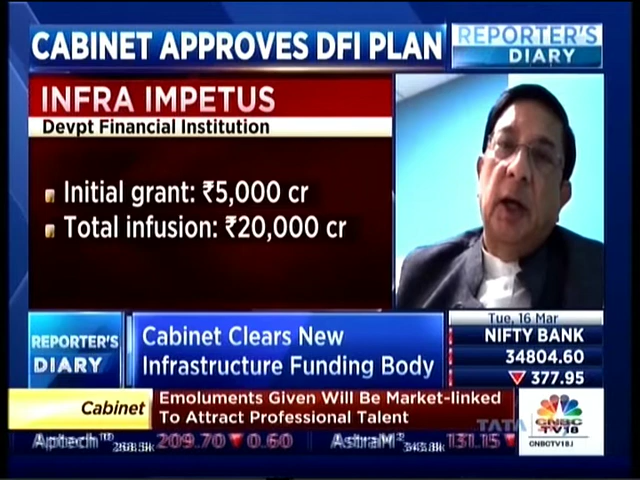 CABINET APPROVES DFI PLAN
REPORTER'S
DIARY
INFRA IMPETUS
Devpt Financial Institution
Initial grant: ₹5,000 cr
Total infusion: ₹20,000 cr
Tue, 16 Mar
NIFTY BANK
34804.60
377.95
REPORTER'S
DIARY
Cabinet Clears New
Infrastructure Funding Body
Cabinet
Emoluments Given Will Be Market-linked
To Attract Professional Talent
TATA
CNBC
TV18
CNBCTV18.
Aptech 209.70 0.60 AstraM 131.15